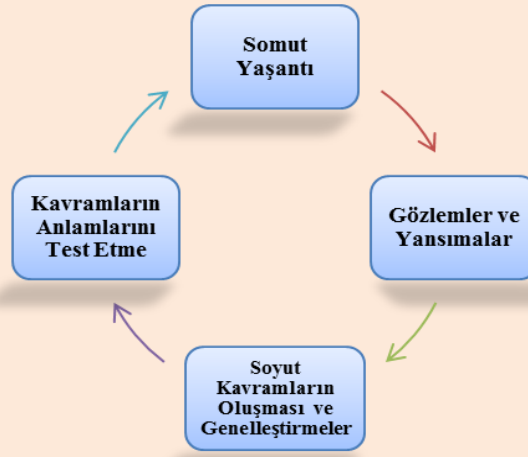 Somut
Yaşantı
Gözlemler ve
Yansımalar
Soyut
Kavramların
Oluşması ve
Genelleştirmeler
Kavramların
Anlamlarını
Test Etme